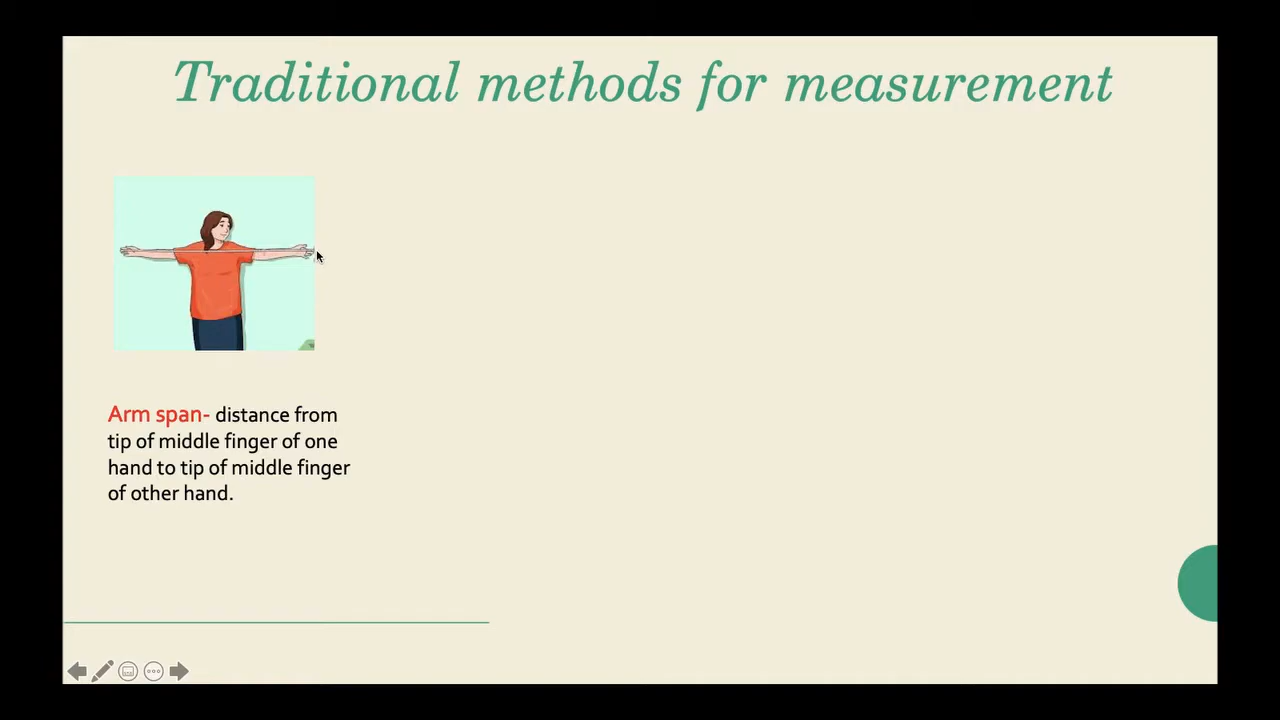 Traditional methods for measurement
Arm span- distance from
tip of middle finger of one
hand to tip of middle finger
of other hand.